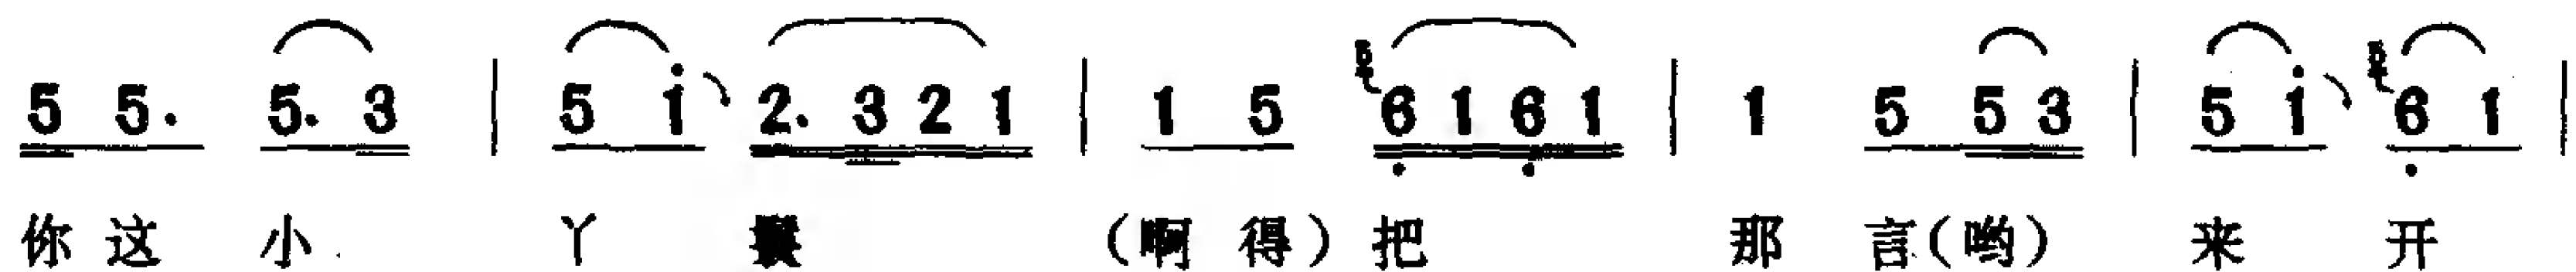 5 5. 5. 3 | 5 i 2. 3 2 1 | 1 5 6 1 6 1 | 1 5 5 3 | 5 i 6 1 |
你 这 小 丫 鬟 (啊 得) 把 那 言(哟) 来 开